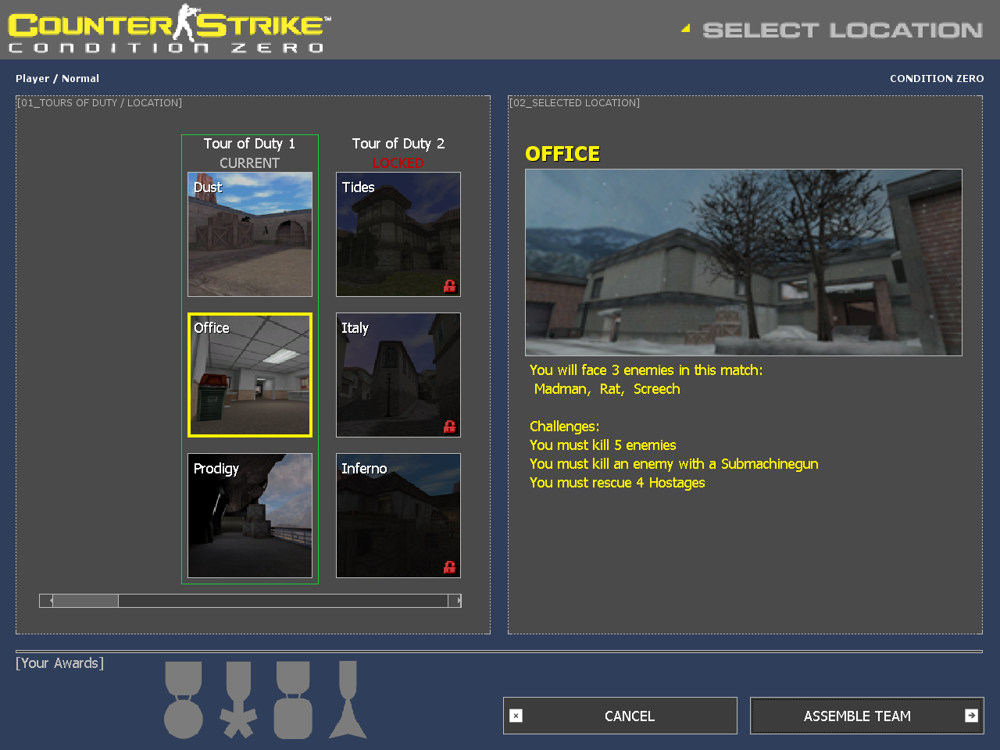 COUNTER STRIKE™
CONDITION ZERO
SELECT LOCATION
Player / Normal
CONDITION ZERO
[01_TOURS OF DUTY / LOCATION]
Tour of Duty 1
CURRENT
Dust
Office
Prodigy
Tour of Duty 2
LOCKED
Tides
Italy
Inferno
[02_SELECTED LOCATION]
OFFICE
You will face 3 enemies in this match:
Madman, Rat, Screech
Challenges:
You must kill 5 enemies
You must kill an enemy with a Submachinegun
You must rescue 4 Hostages
[Your Awards]
CANCEL
ASSEMBLE TEAM